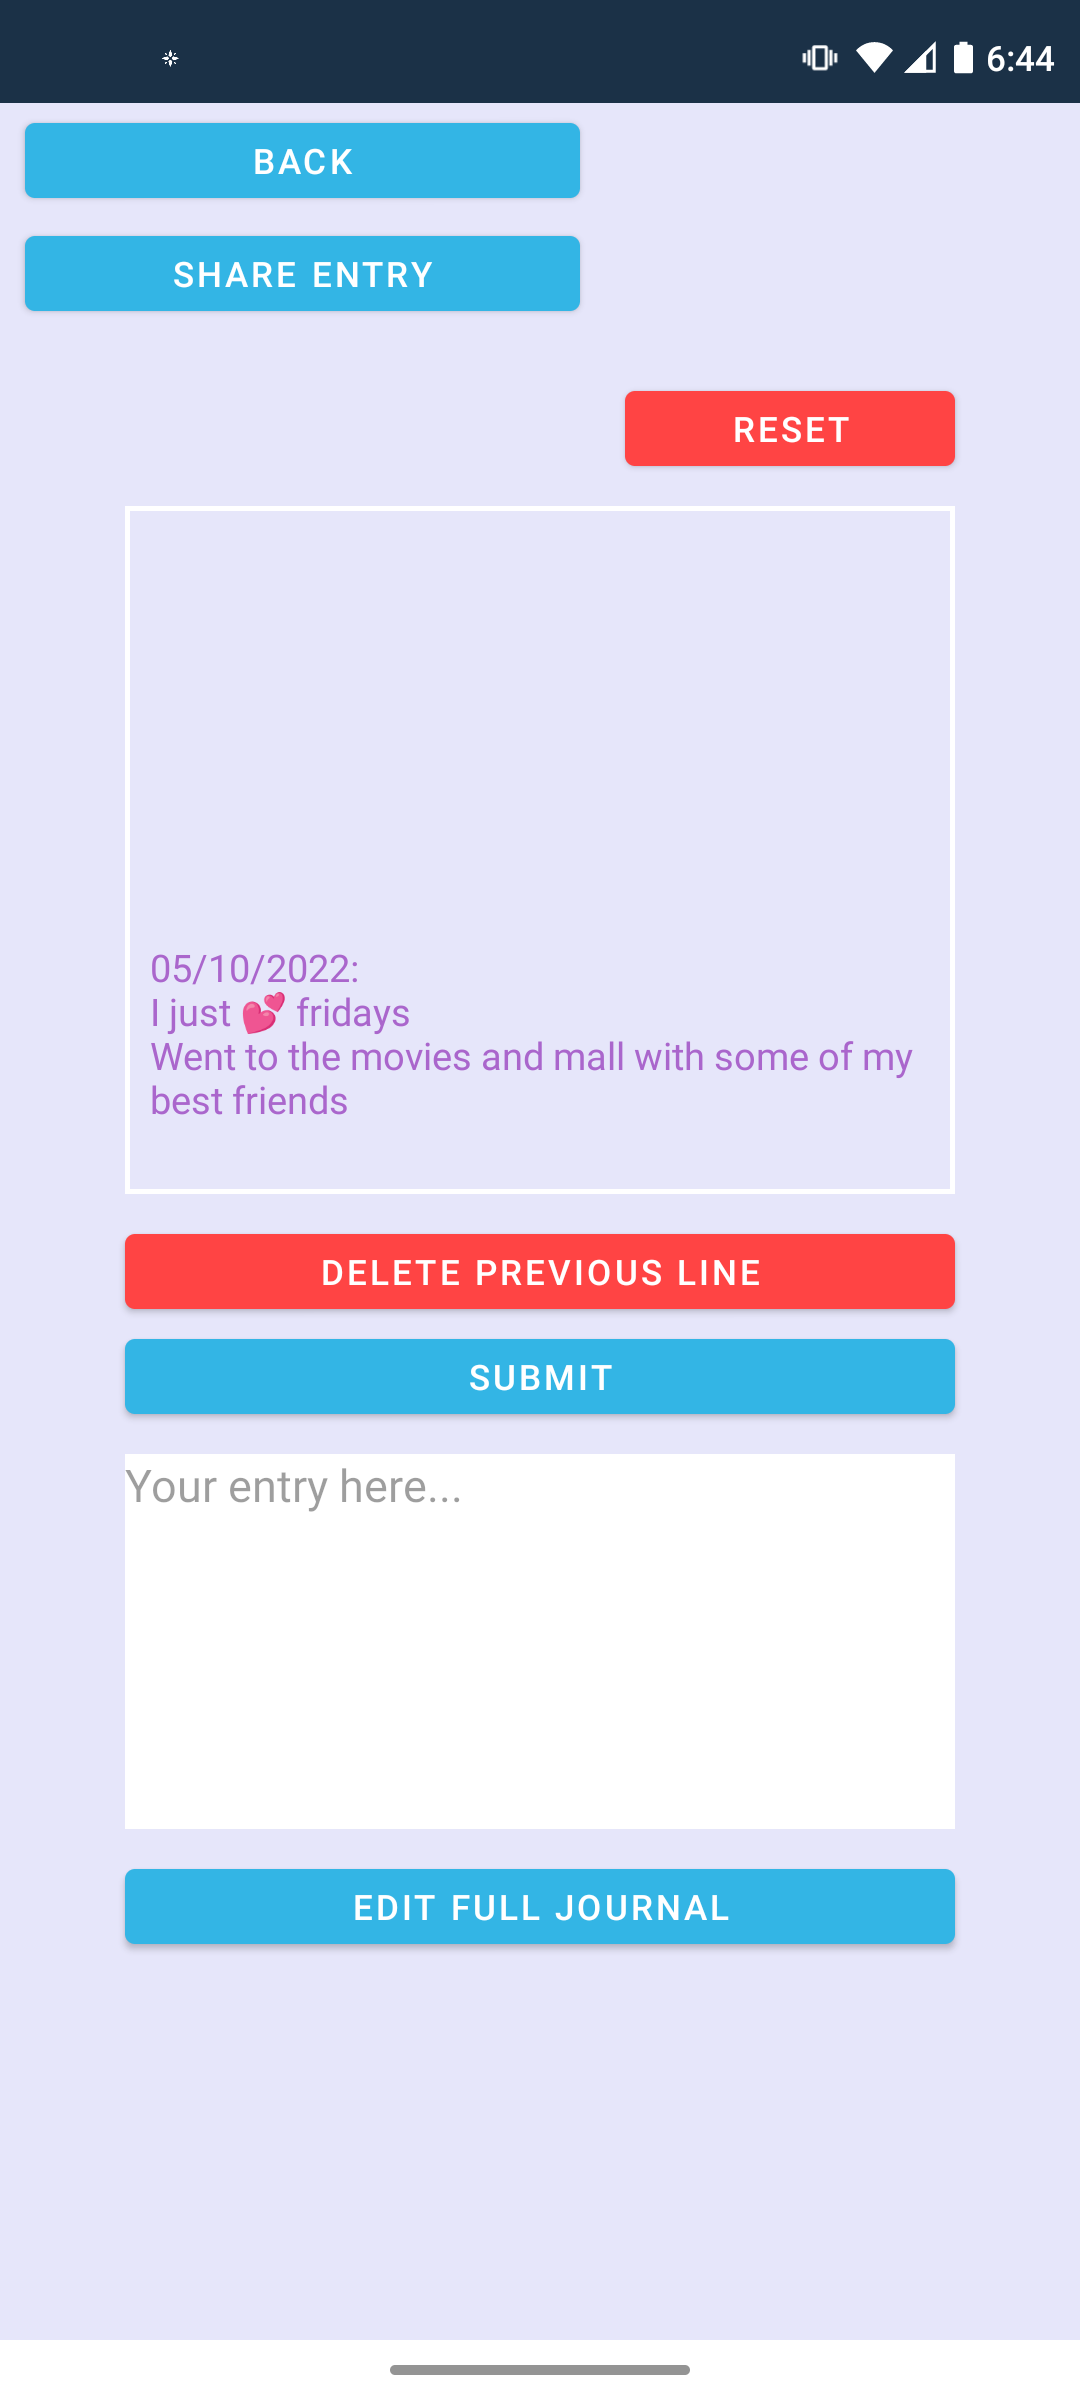 6:44
BACK
SHARE ENTRY
RESET
05/10/2022:
I just 💕 fridays
Went to the movies and mall with some of my
best friends
DELETE PREVIOUS LINE
SUBMIT
Your entry here...
EDIT FULL JOURNAL